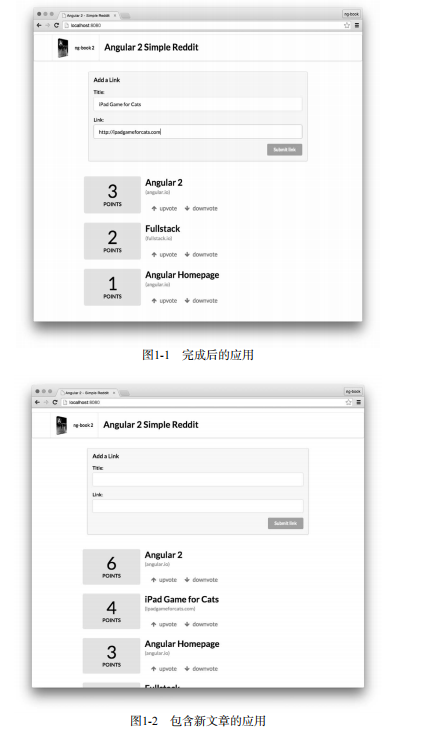 Angular 2 - Simple Reddit
ng-book
localhost:8080
ng-book 2 Angular 2 Simple Reddit
Add a Link
Title:
iPad Game for Cats
Link:
http://ipadgameforcats.com
Submit link
3 POINTS
Angular 2
(angular.io)
upvote downvote
2 POINTS
Fullstack
(fullstack.io)
upvote downvote
1 POINTS
Angular Homepage
(angular.io)
upvote downvote
图1-1 完成后的应用
Angular 2 - Simple Reddit
ng-book
localhost:8080
ng-book 2 Angular 2 Simple Reddit
Add a Link
Title:
Link:
Submit link
6 POINTS
Angular 2
(angular.io)
upvote downvote
4 POINTS
iPad Game for Cats
(ipadgameforcats.com)
upvote downvote
3 POINTS
Angular Homepage
(angular.io)
upvote downvote
Fullstack
图1-2 包含新文章的应用